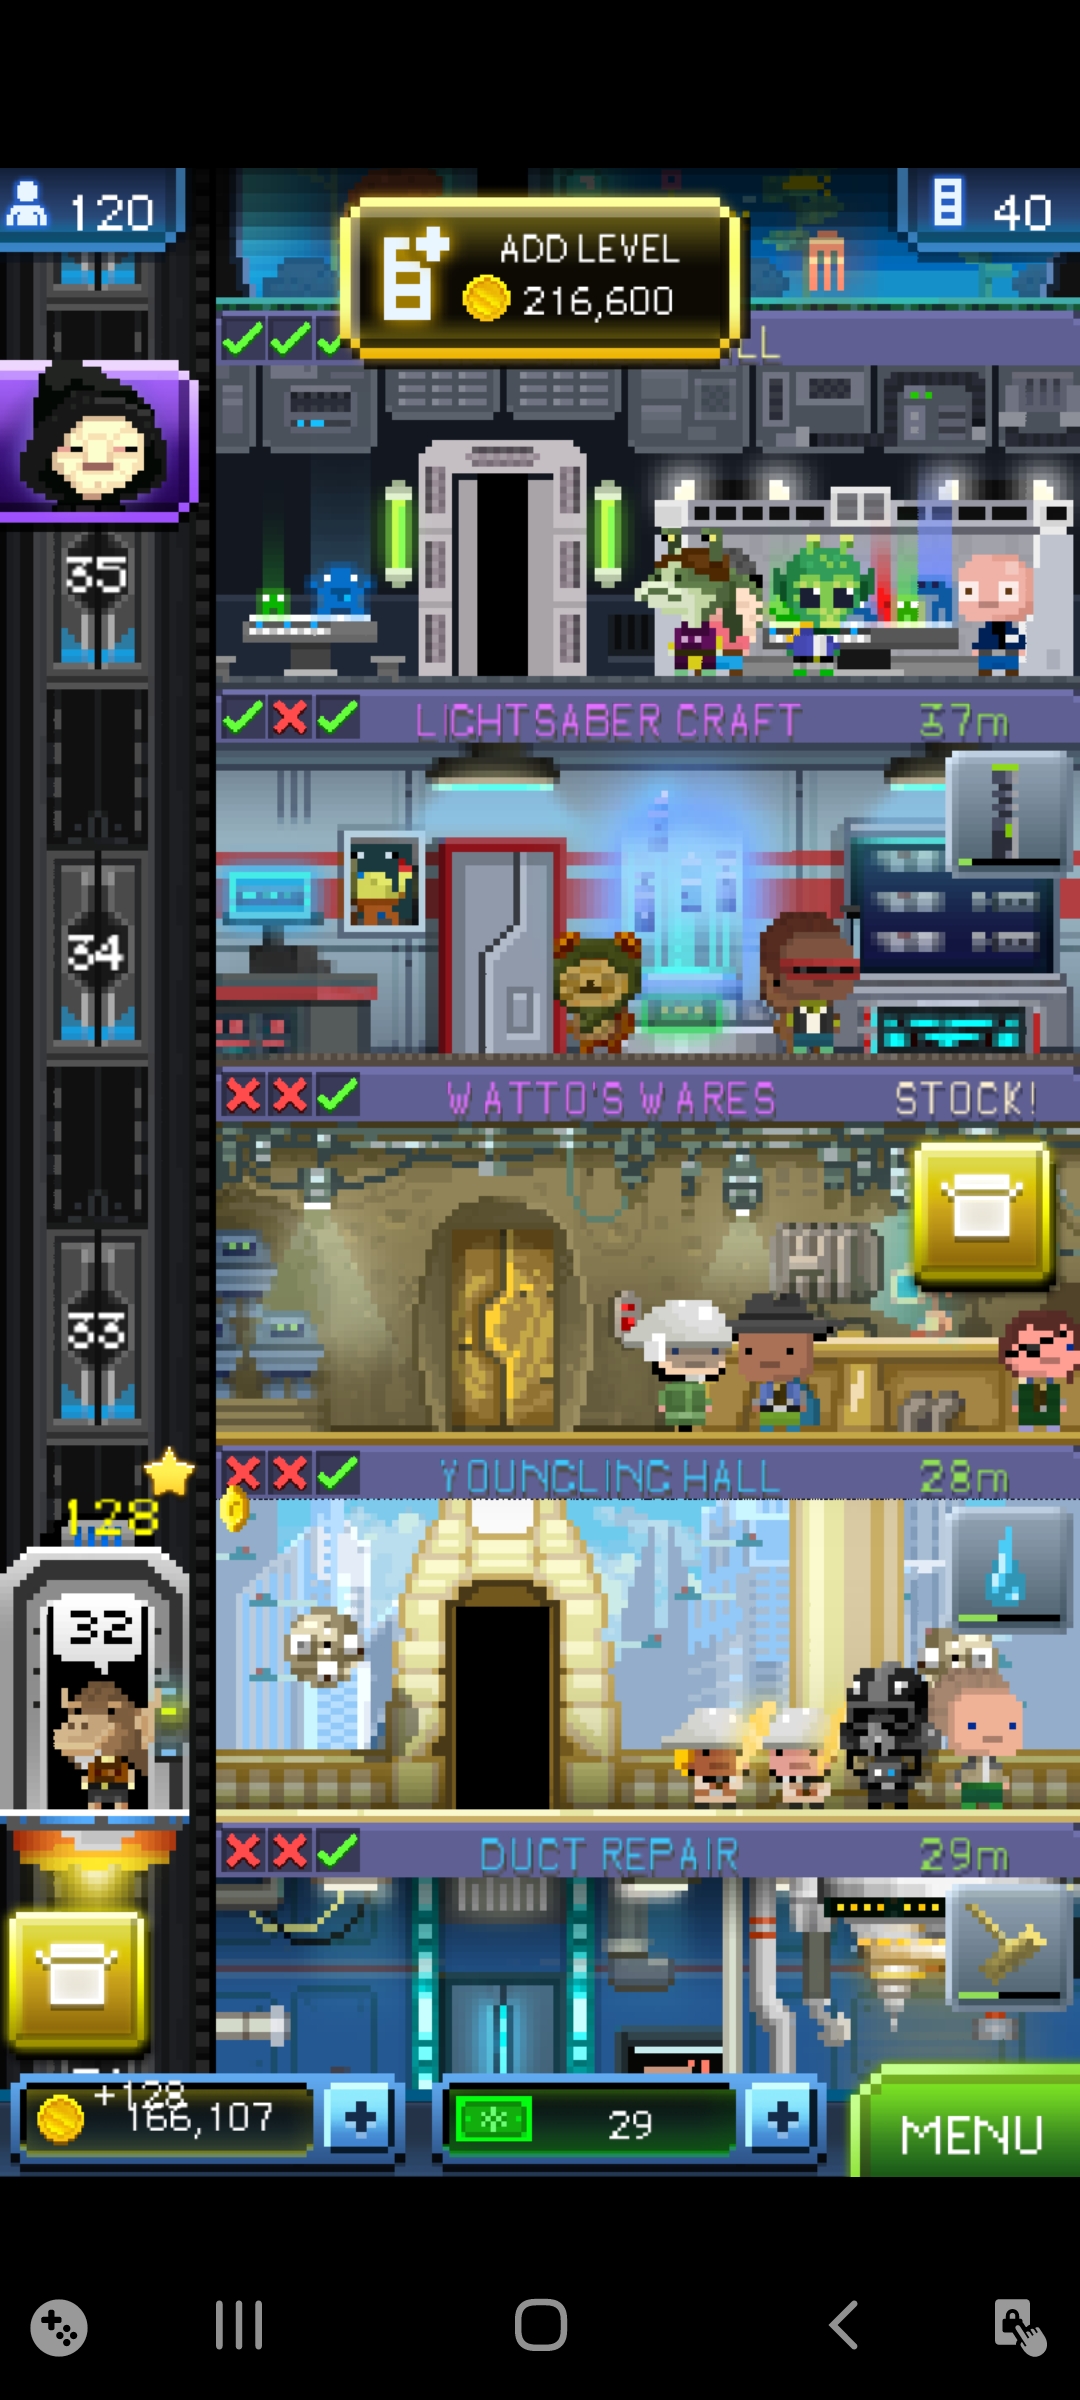 120
40
ADD LEVEL
216,600
LL
35
LIGHTSABER CRAFT
37m
34
WATTO'S WARES
STOCK!
33
YOUNGLING HALL
28m
128
32
DUCT REPAIR
29m
+128
166,107
29
MENU